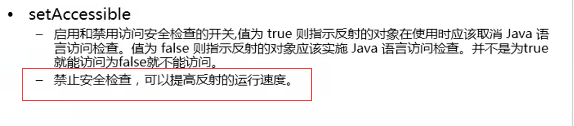 • setAccessible
– 启用和禁用访问安全检查的开关,值为 true 则指示反射的对象在使用时应该取消 Java 语
言访问检查。值为 false 则指示反射的对象应该实施 Java 语言访问检查。并不是为true
就能访问为false就不能访问。
– 禁止安全检查，可以提高反射的运行速度。